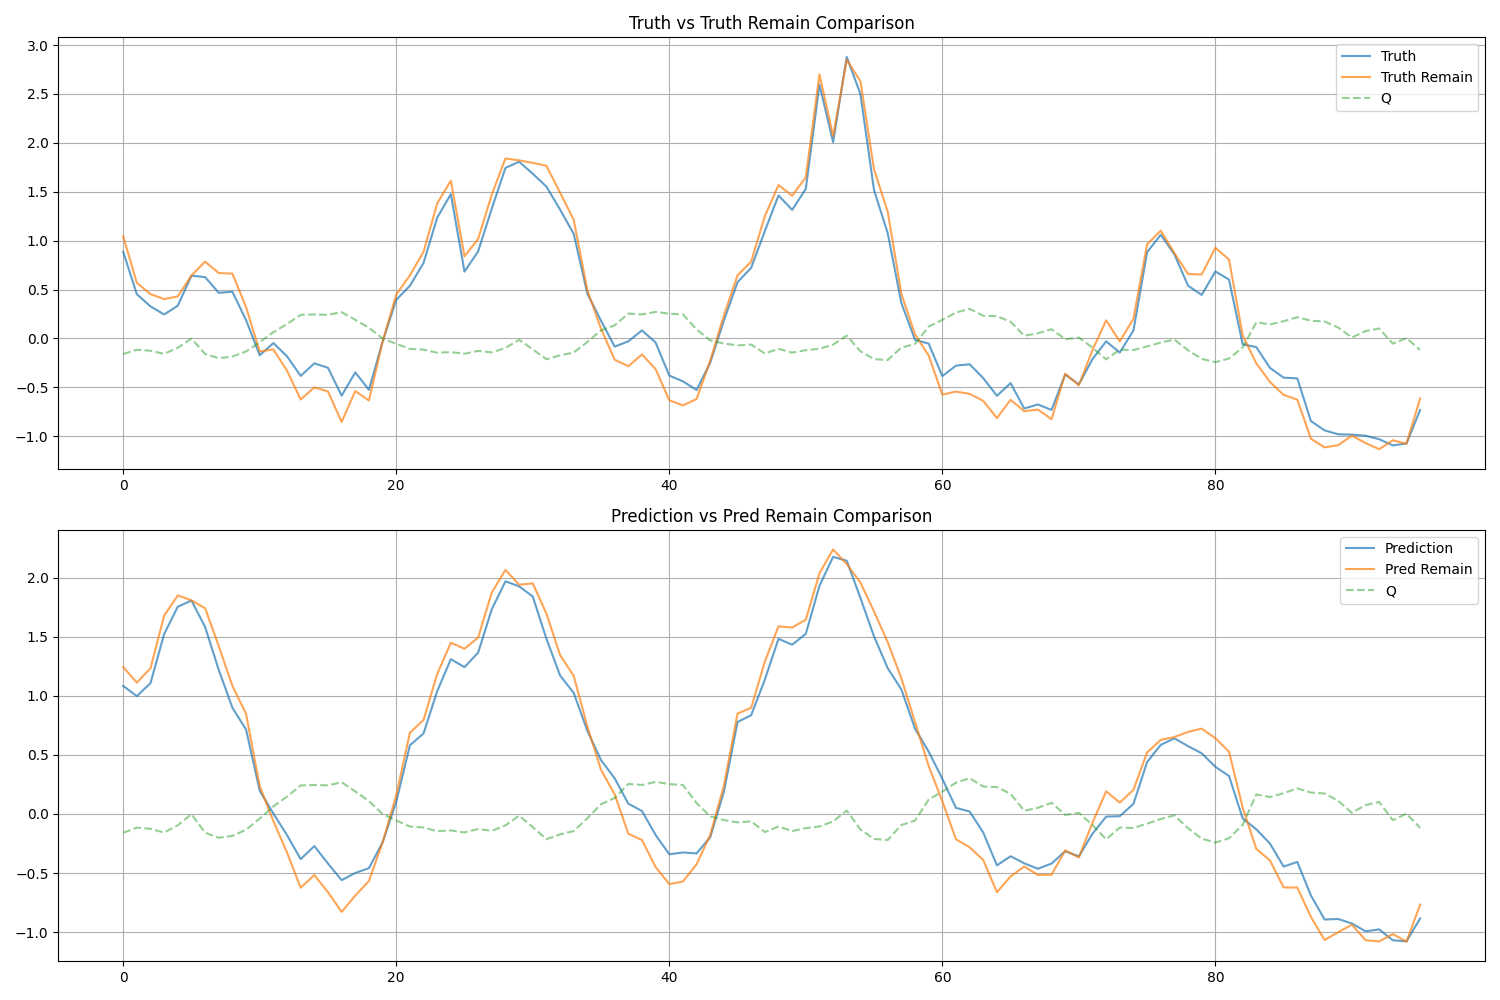 Truth vs Truth Remain Comparison
3.0
2.5
2.0
1.5
1.0
0.5
0.0
−0.5
−1.0
0 20 40 60 80
Truth
Truth Remain
Q
Prediction vs Pred Remain Comparison
2.0
1.5
1.0
0.5
0.0
−0.5
−1.0
0 20 40 60 80
Prediction
Pred Remain
Q